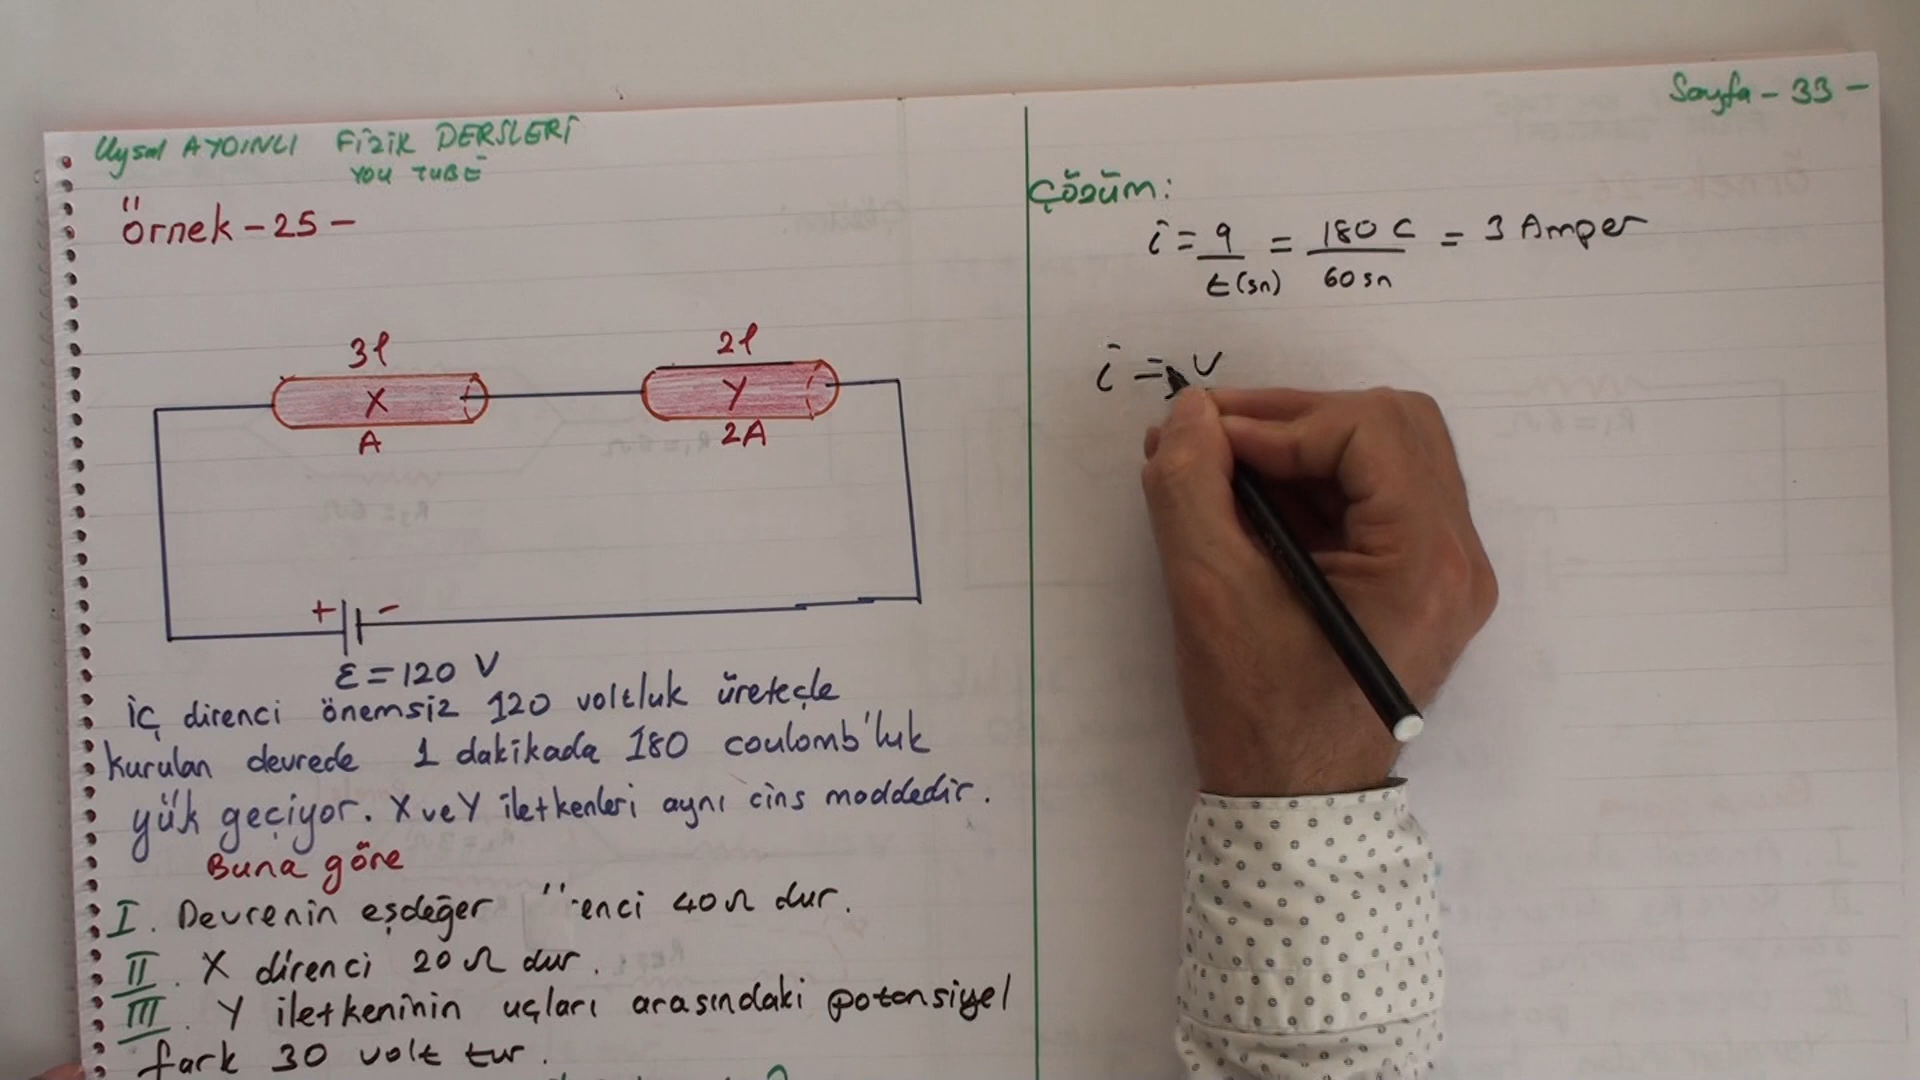 Uysal AYDINLI FiZiK DERSLERİ
YOU TUBE
Örnek - 25 -
3l
X
A
2l
Y
2A
+ -
ε = 120 V
İÇ direnci önemsiz 120 voltluk üreteçle
kurulan devrede 1 dakikada 180 coulomb'luk
yük geçiyor. X ve Y iletkenleri aynı cins maddedir.
Buna göre
I. Devrenin eşdeğer enci 40Ω dur.
II. X direnci 20Ω dur.
III. Y iletkeninin uçları arasındaki potansiyel
fark 30 volt tur.
Sayfa - 33 -
Çözüm:
i = q / t(sn) = 180 C / 60 sn = 3 Amper
i = V